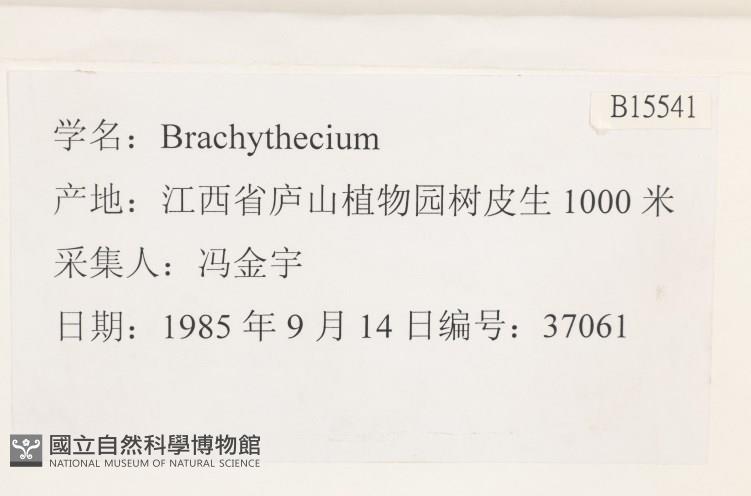 B15541
学名：Brachythecium
产地：江西省庐山植物园树皮生 1000 米
采集人：冯金宇
日期：1985 年 9 月 14 日编号：37061
國立自然科學博物館
NATIONAL MUSEUM OF NATURAL SCIENCE